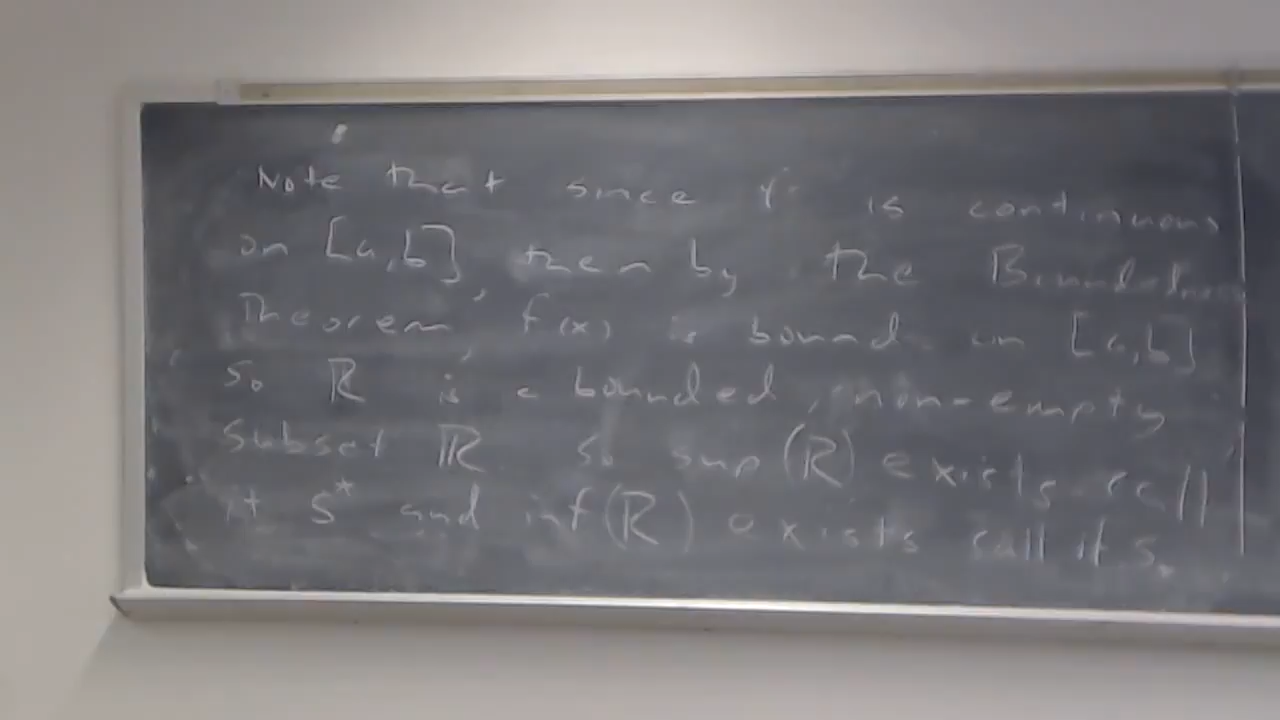 Note that since f is continuous
on [a,b], then by the Boundedness
Theorem, f(x) is bound on [a,b]
So ℝ is a bounded, non-empty
subset ℝ. So sup(ℝ) exists call
it s* and inf(ℝ) exists call it s*